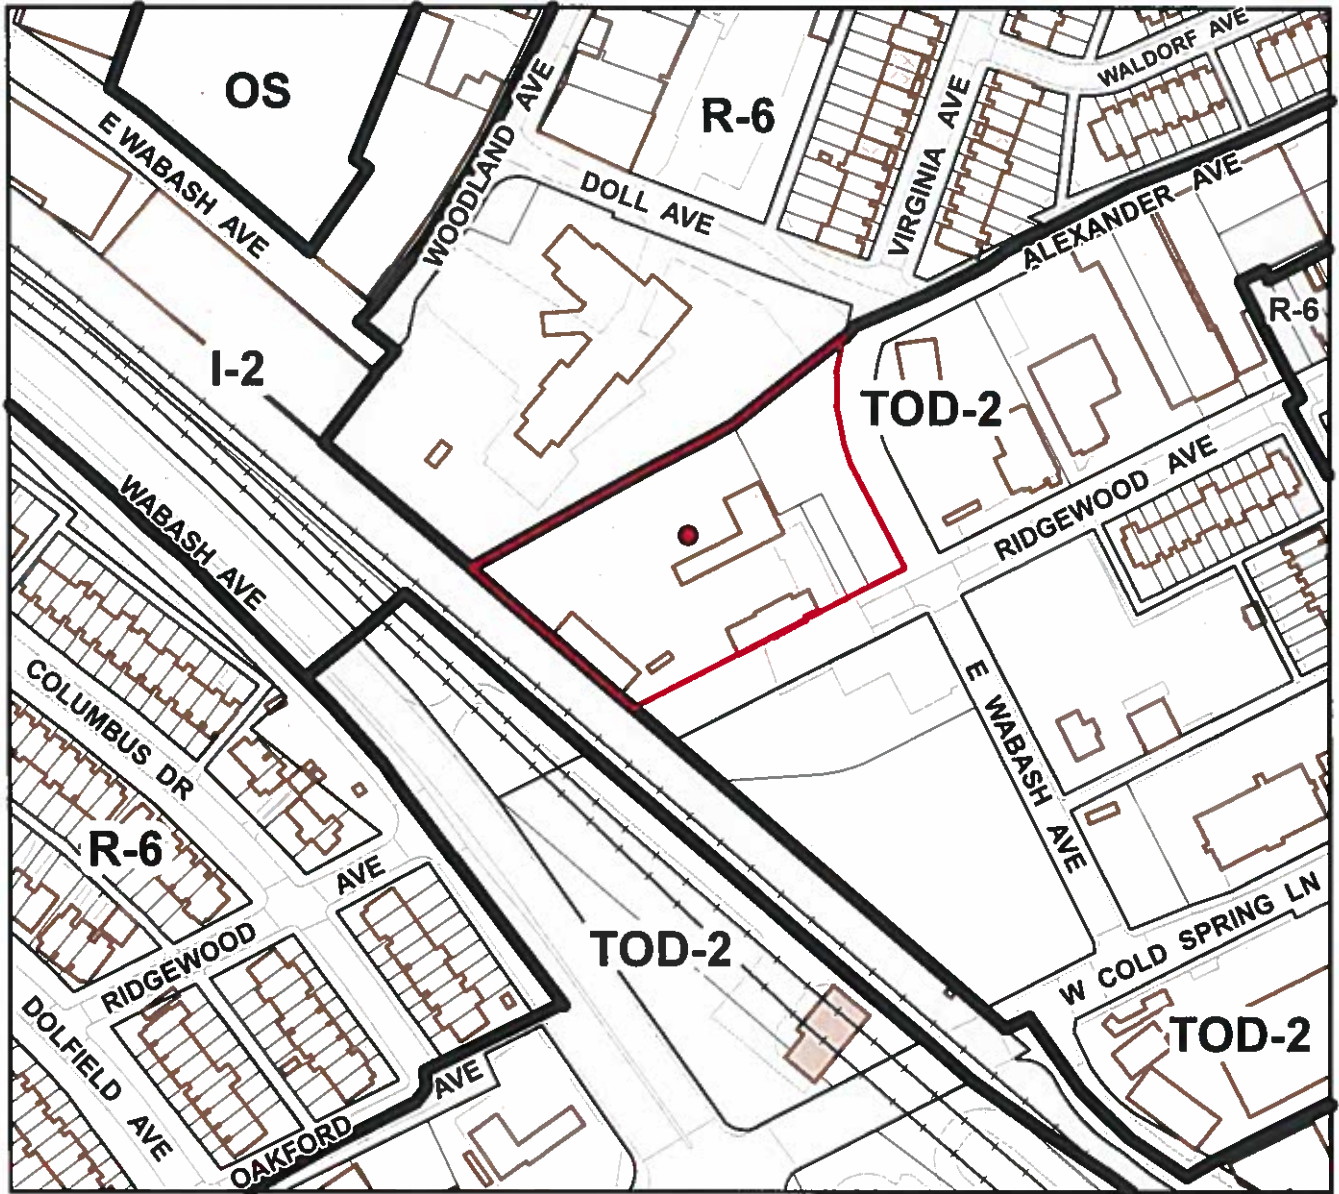 OS
E WABASH AVE
WOODLAND AVE
R-6
DOLL AVE
VIRGINIA AVE
WALDORF AVE
ALEXANDER AVE
R-6
I-2
TOD-2
RIDGEWOOD AVE
WABASH AVE
COLUMBUS DR
E WABASH AVE
R-6
RIDGEWOOD AVE
TOD-2
W COLD SPRING LN
TOD-2
DOLFIELD AVE
OAKFORD AVE